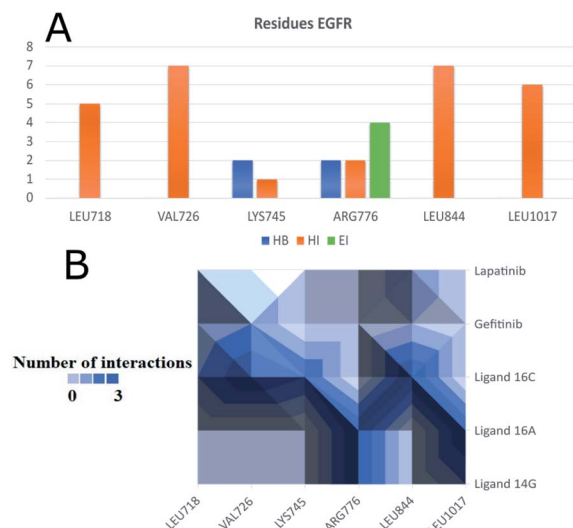 A
Residues EGFR
8
7
6
5
4
3
2
1
0
LEU718 VAL726 LYS745 ARG776 LEU844 LEU1017
HB HI EI
B
Lapatinib
Gefitinib
Number of interactions
0 3
Ligand 16C
Ligand 16A
Ligand 14G
LEU718 VAL726 LYS745 ARG776 LEU844 EU1017